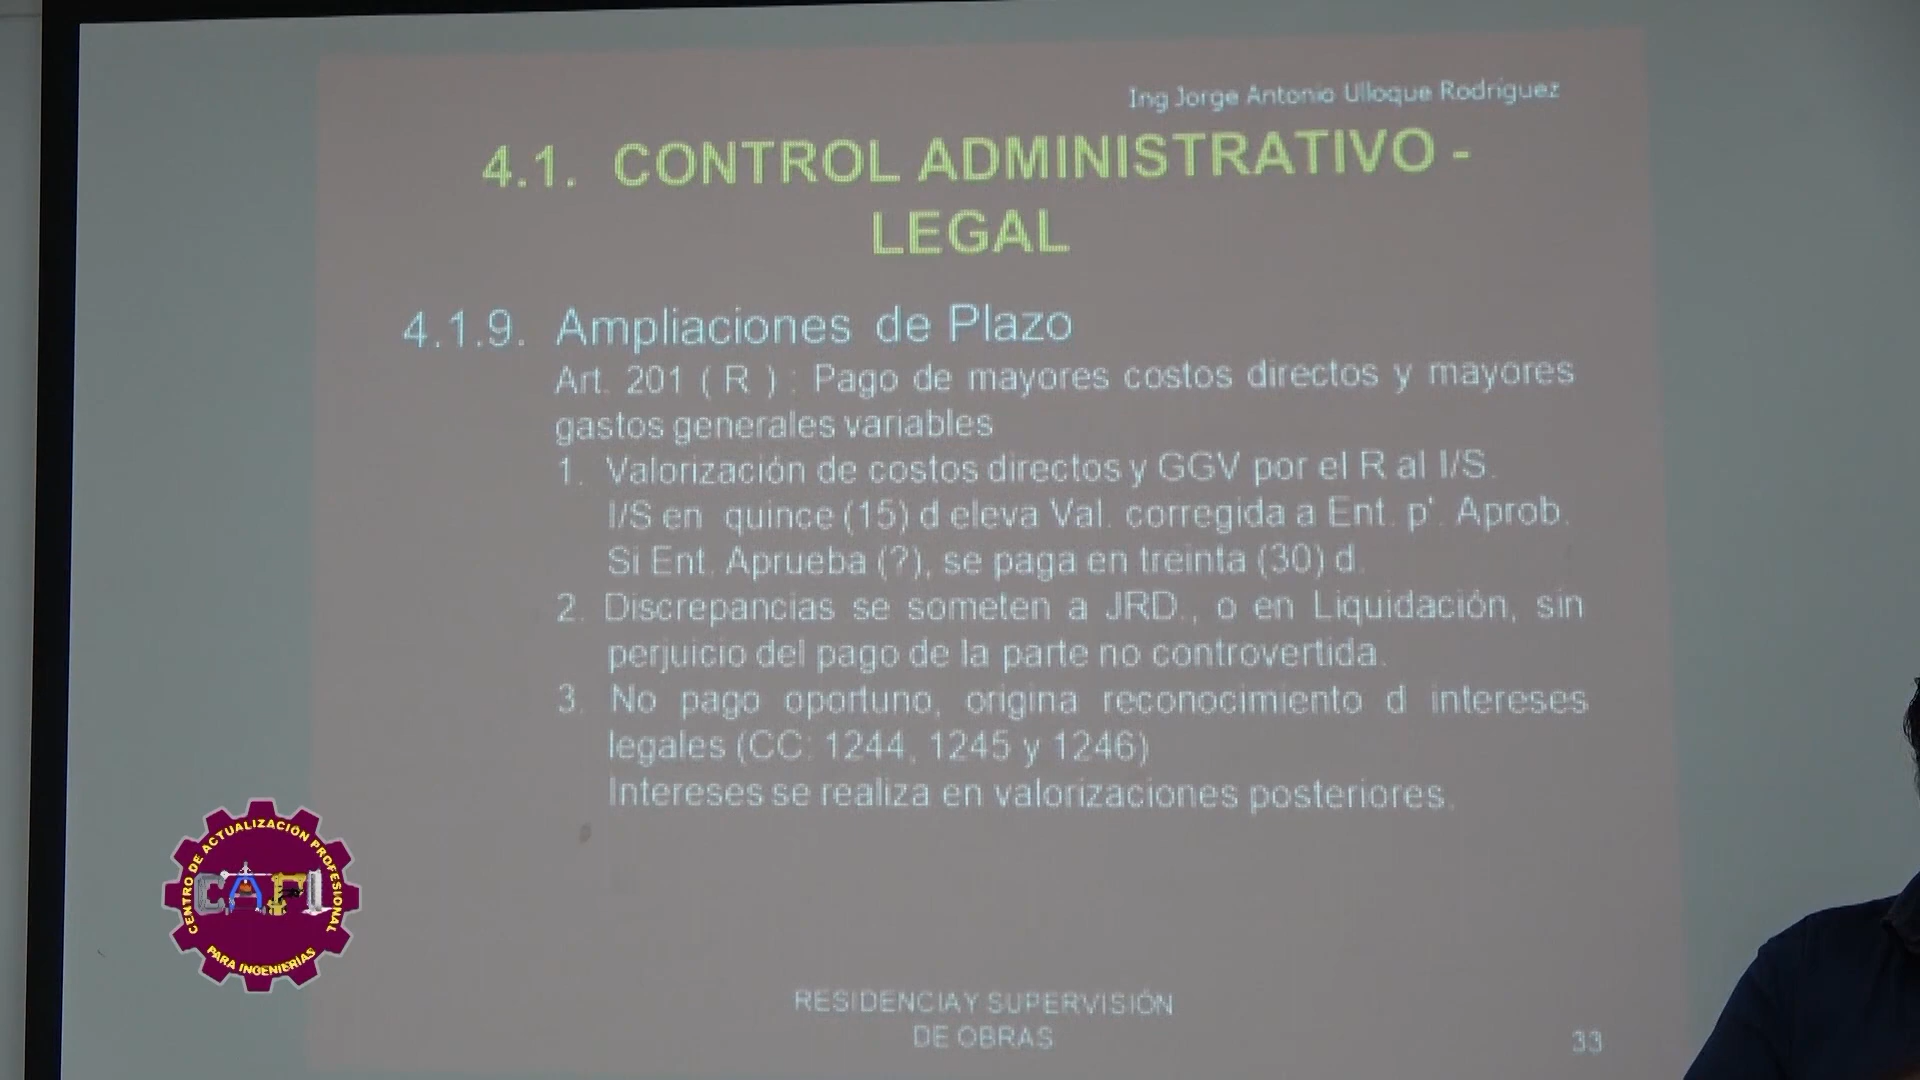 Ing Jorge Antonio Ulloque Rodríguez
4.1. CONTROL ADMINISTRATIVO -
LEGAL
4.1.9. Ampliaciones de Plazo
Art. 201 ( R ) : Pago de mayores costos directos y mayores
gastos generales variables
1. Valorización de costos directos y GGV por el R al I/S.
I/S en quince (15) d eleva Val. corregida a Ent. p'. Aprob.
Si Ent. Aprueba (?), se paga en treinta (30) d.
2. Discrepancias se someten a JRD., o en Liquidación, sin
perjuicio del pago de la parte no controvertida.
3. No pago oportuno, origina reconocimiento d intereses
legales (CC: 1244, 1245 y 1246)
Intereses se realiza en valorizaciones posteriores.
CENTRO DE ACTUALIZACIÓN PROFESIONAL
CAPI
PARA INGENIERÍAS
RESIDENCIA Y SUPERVISIÓN
DE OBRAS
33